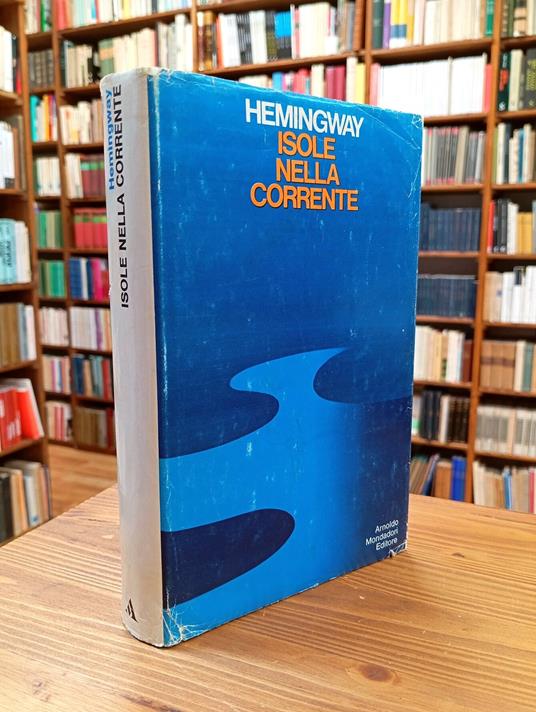 Hemingway
ISOLE NELLA CORRENTE
HEMINGWAY
ISOLE
NELLA
CORRENTE
Arnoldo
Mondadori
Editore